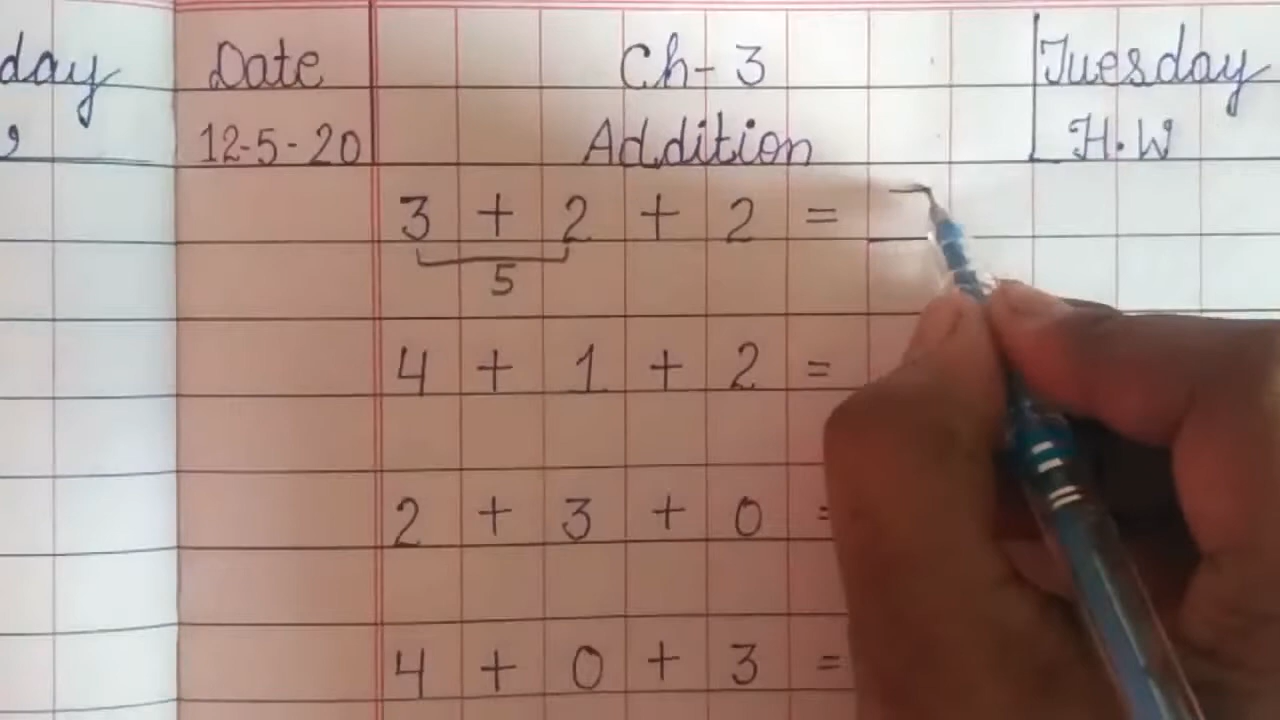 day Date Ch-3 Tuesday
12-5-20 Addition H.W
3 + 2 + 2 =
5
4 + 1 + 2 =
2 + 3 + 0 =
4 + 0 + 3 =